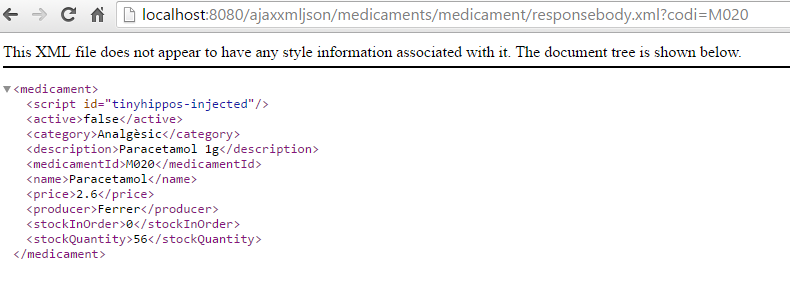 localhost:8080/ajaxxmljson/medicaments/medicament/responsebody.xml?codi=M020
This XML file does not appear to have any style information associated with it. The document tree is shown below.
▼<medicament>
<script id="tinyhippos-injected"/>
<active>false</active>
<category>Analgèsic</category>
<description>Paracetamol 1g</description>
<medicamentId>M020</medicamentId>
<name>Paracetamol</name>
<price>2.6</price>
<producer>Ferrer</producer>
<stockInOrder>0</stockInOrder>
<stockQuantity>56</stockQuantity>
</medicament>